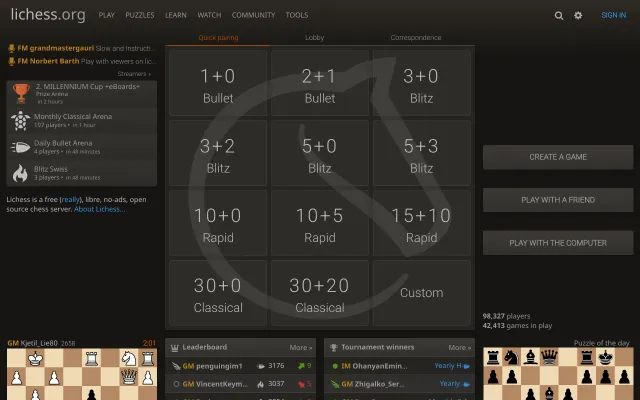 lichess.org PLAY PUZZLES LEARN WATCH COMMUNITY TOOLS SIGN IN
FM grandmastergauri Slow and Instructi...
FM Norbert Barth Play with viewers on lic...
Streamers »
2. MILLENNIUM Cup +eBoards+
Prize Arena
in 2 hours
Monthly Classical Arena
197 players • in 1 hour
Daily Bullet Arena
4 players • in 48 minutes
Blitz Swiss
3 players • in 48 minutes
Lichess is a free (really), libre, no-ads, open
source chess server. About Lichess...
Quick pairing Lobby Correspondence
1+0
Bullet
2+1
Bullet
3+0
Blitz
3+2
Blitz
5+0
Blitz
5+3
Blitz
10+0
Rapid
10+5
Rapid
15+10
Rapid
30+0
Classical
30+20
Classical
Custom
CREATE A GAME
PLAY WITH A FRIEND
PLAY WITH THE COMPUTER
98,327 players
42,413 games in play
GM Kjetil_Lie80 2658 2:01
Leaderboard More »
GM penguingim1 3176 9
GM VincentKeym... 3037 5
Tournament winners More »
IM OhanyanEmin... Yearly H
GM Zhigalko_Ser... Yearly
Puzzle of the day